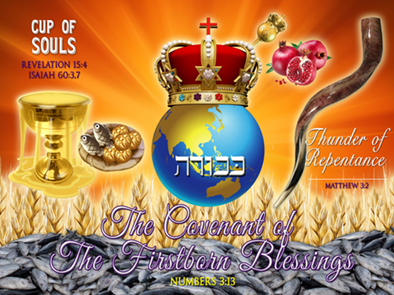 CUP OF
SOULS
REVELATION 15:4
ISAIAH 60:3,7
בכורה
Thunder of
Repentance
MATTHEW 3:2
The Covenant of
The Firstborn Blessings
NUMBERS 3:13